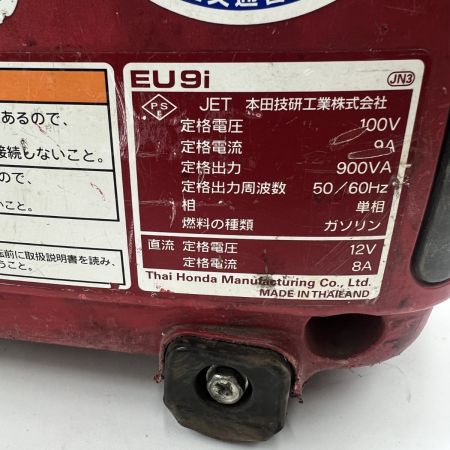 EU9i
JN3
PS
E
JET 本田技研工業株式会社
定格電圧 100V
定格電流 9A
定格出力 900VA
定格出力周波数 50/60Hz
相 単相
燃料の種類 ガソリン
直流 定格電圧 12V
定格電流 8A
Thai Honda Manufacturing Co., Ltd.
MADE IN THAILAND
あるので、
接続しないこと。
ので、
いこと。
転前に取扱説明書を読み、
うこと。